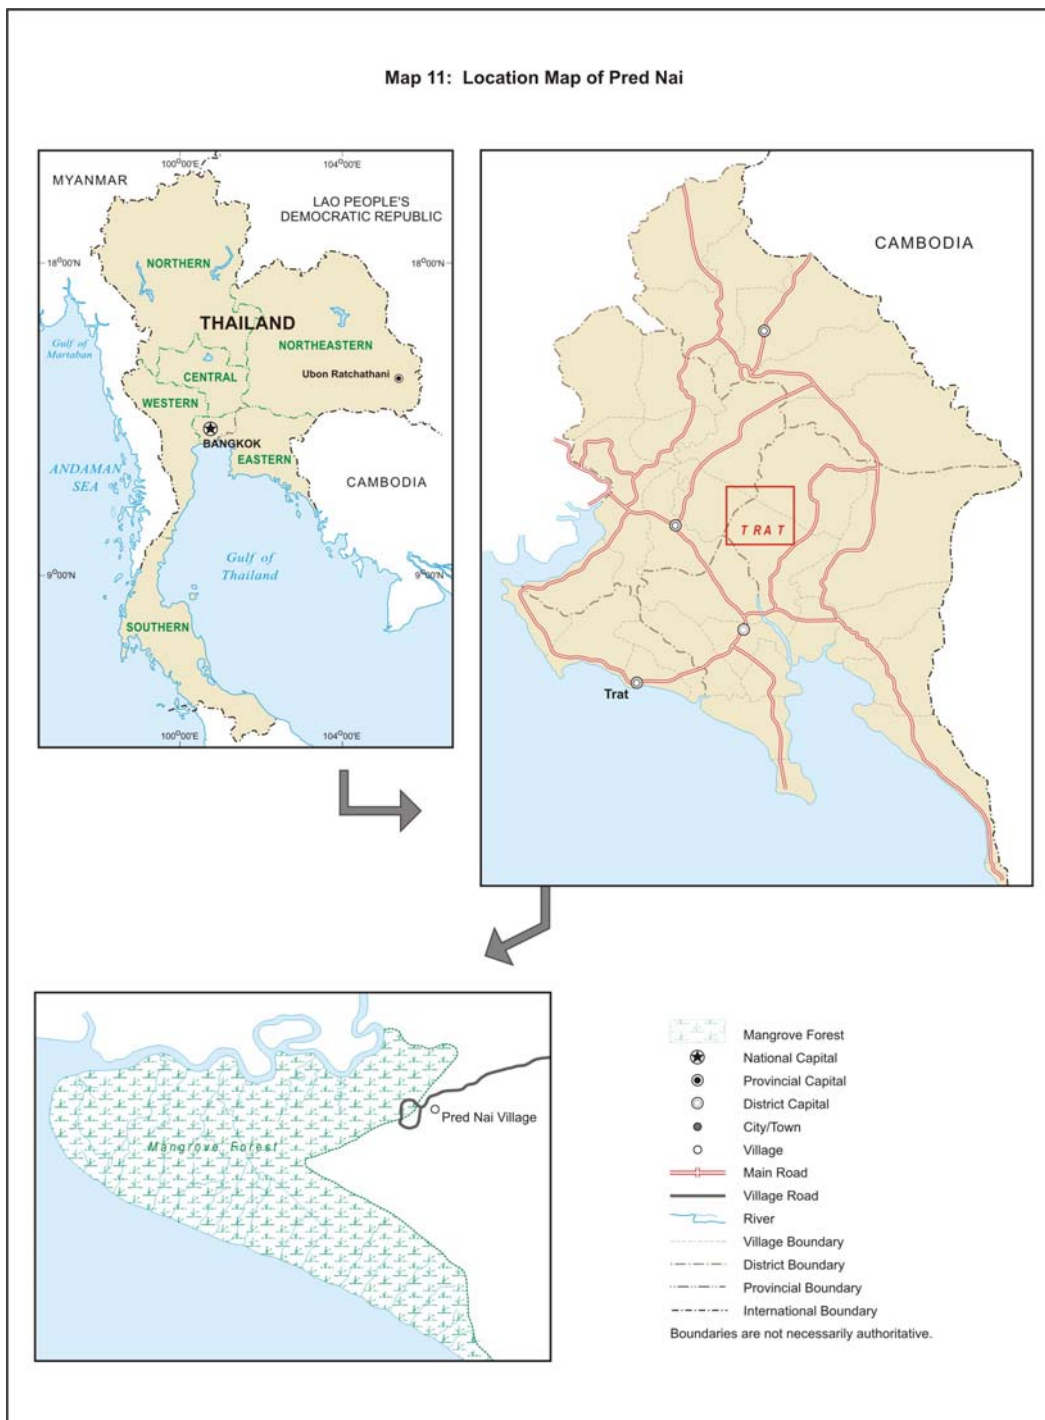 Map 11: Location Map of Pred Nai
100°00'E
104°00'E
MYANMAR
LAO PEOPLE'S
DEMOCRATIC REPUBLIC
18°00'N
18°00'N
NORTHERN
THAILAND
Gulf of
Martaban
NORTHEASTERN
CENTRAL
Ubon Ratchathani
WESTERN
BANGKOK
EASTERN
ANDAMAN
SEA
CAMBODIA
Gulf of
Thailand
9°00'N
9°00'N
SOUTHERN
100°00'E
104°00'E
CAMBODIA
TRAT
Trat
Pred Nai Village
Mangrove Forest
Mangrove Forest
National Capital
Provincial Capital
District Capital
City/Town
Village
Main Road
Village Road
River
Village Boundary
District Boundary
Provincial Boundary
International Boundary
Boundaries are not necessarily authoritative.